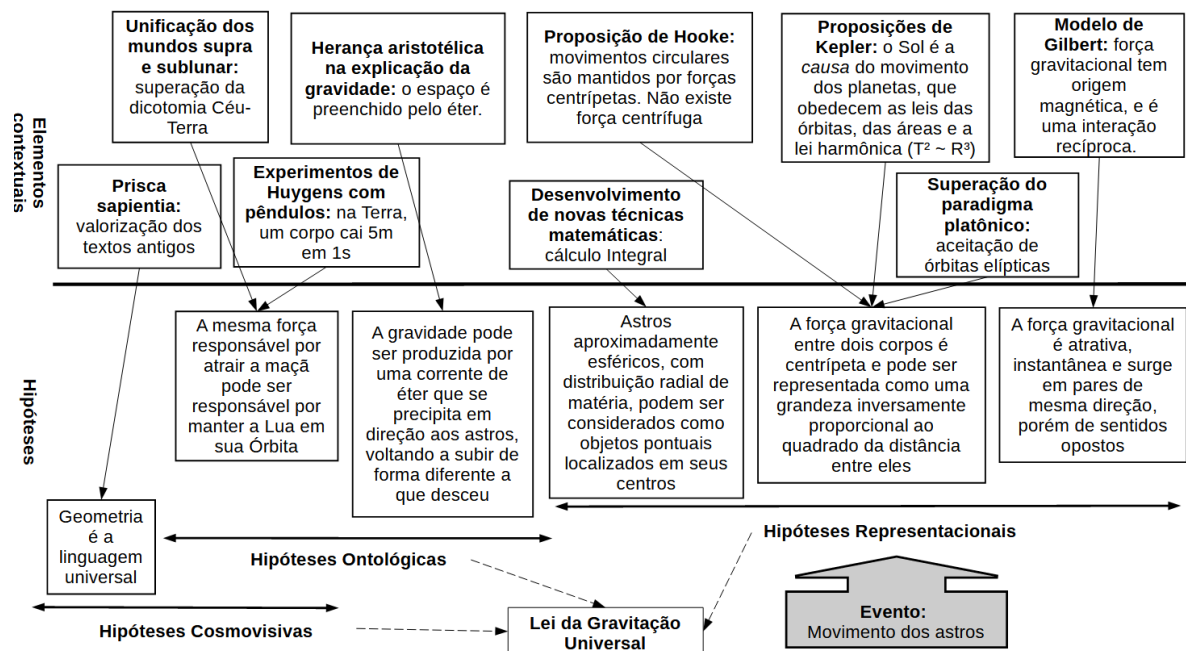 Elementos
contextuais
Unificação dos
mundos supra
e sublunar:
superação da
dicotomia Céu-
Terra
Herança aristotélica
na explicação da
gravidade: o espaço é
preenchido pelo éter.
Proposição de Hooke:
movimentos circulares
são mantidos por forças
centrípetas. Não existe
força centrífuga
Proposições de
Kepler: o Sol é a
causa do movimento
dos planetas, que
obedecem as leis das
órbitas, das áreas e a
lei harmônica (T² ~ R³)
Modelo de
Gilbert: força
gravitacional tem
origem
magnética, e é
uma interação
recíproca.
Prisca
sapientia:
valorização dos
textos antigos
Experimentos de
Huygens com
pêndulos: na Terra,
um corpo cai 5m
em 1s
Desenvolvimento
de novas técnicas
matemáticas:
cálculo Integral
Superação do
paradigma
platônico:
aceitação de
órbitas elípticas
Hipóteses
A mesma força
responsável por
atrair a maçã
pode ser
responsável por
manter a Lua em
sua Órbita
A gravidade pode
ser produzida por
uma corrente de
éter que se
precipita em
direção aos astros,
voltando a subir de
forma diferente a
que desceu
Astros
aproximadamente
esféricos, com
distribuição radial de
matéria, podem ser
considerados como
objetos pontuais
localizados em seus
centros
A força gravitacional
entre dois corpos é
centrípeta e pode ser
representada como uma
grandeza inversamente
proporcional ao
quadrado da distância
entre eles
A força gravitacional
é atrativa,
instantânea e surge
em pares de
mesma direção,
porém de sentidos
opostos
Geometria
é a
linguagem
universal
Hipóteses Ontológicas
Hipóteses Representacionais
Hipóteses Cosmovisivas
Lei da Gravitação
Universal
Evento:
Movimento dos astros